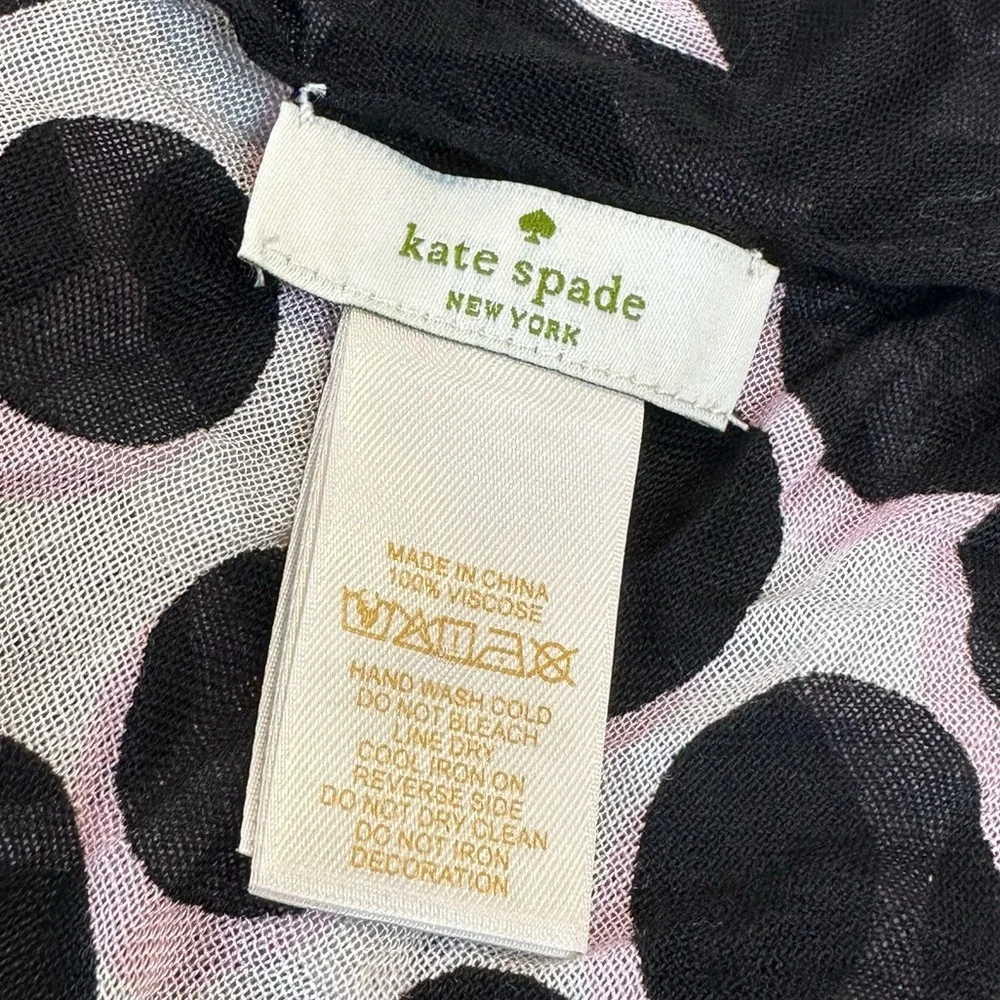 kate spade
NEW YORK
MADE IN CHINA
100% VISCOSE
HAND WASH COLD
DO NOT BLEACH
LINE DRY
COOL IRON ON
REVERSE SIDE
DO NOT DRY CLEAN
DO NOT IRON
DECORATION